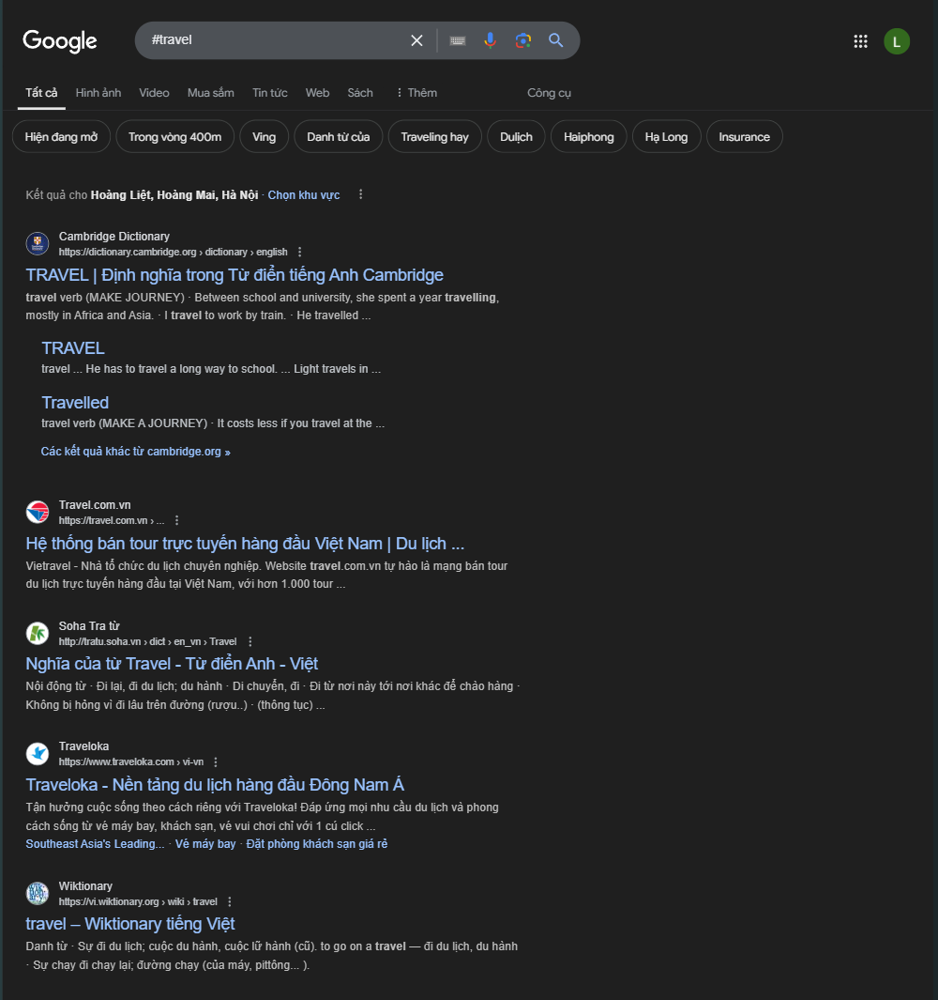 Google
#travel
L
Tất cả Hình ảnh Video Mua sắm Tin tức Web Sách Thêm Công cụ
Hiện đang mở Trong vòng 400m Ving Danh từ của Traveling hay Dulịch Haiphong Hạ Long Insurance
Kết quả cho Hoàng Liệt, Hoàng Mai, Hà Nội · Chọn khu vực
Cambridge Dictionary
https://dictionary.cambridge.org › dictionary › english
TRAVEL | Định nghĩa trong Từ điển tiếng Anh Cambridge
travel verb (MAKE JOURNEY) · Between school and university, she spent a year travelling,
mostly in Africa and Asia. · I travel to work by train. · He travelled ...
TRAVEL
travel ... He has to travel a long way to school. ... Light travels in ...
Travelled
travel verb (MAKE A JOURNEY) · It costs less if you travel at the ...
Các kết quả khác từ cambridge.org »
Travel.com.vn
https://travel.com.vn › ...
Hệ thống bán tour trực tuyến hàng đầu Việt Nam | Du lịch ...
Vietravel - Nhà tổ chức du lịch chuyên nghiệp. Website travel.com.vn tự hào là mạng bán tour
du lịch trực tuyến hàng đầu tại Việt Nam, với hơn 1.000 tour ...
Soha Tra từ
http://tratu.soha.vn › dict › en_vn › Travel
Nghĩa của từ Travel - Từ điển Anh - Việt
Nội động từ · Đi lại, đi du lịch; du hành · Di chuyển, đi · Đi từ nơi này tới nơi khác để chào hàng ·
Không bị hỏng vì đi lâu trên đường (rượu..) · (thông tục) ...
Traveloka
https://www.traveloka.com › vi-vn
Traveloka - Nền tảng du lịch hàng đầu Đông Nam Á
Tận hưởng cuộc sống theo cách riêng với Traveloka! Đáp ứng mọi nhu cầu du lịch và phong
cách sống từ vé máy bay, khách sạn, vé vui chơi chỉ với 1 cú click ...
Southeast Asia's Leading... · Vé máy bay · Đặt phòng khách sạn giá rẻ
Wiktionary
https://vi.wiktionary.org › wiki › travel
travel – Wiktionary tiếng Việt
Danh từ · Sự đi du lịch; cuộc du hành, cuộc lữ hành (cũ). to go on a travel — đi du lịch, du hành
· Sự chạy đi chạy lại; đường chạy (của máy, pittông... ).